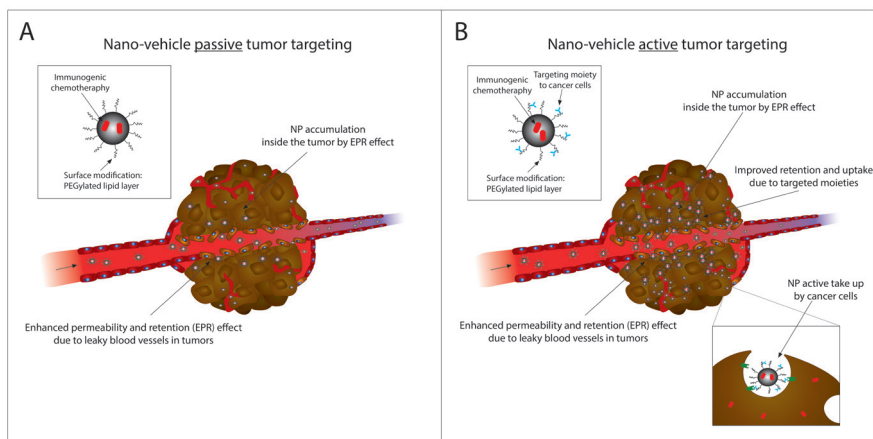 A
Nano-vehicle passive tumor targeting
Immunogenic
chemotheraphy
Surface modification:
PEGylated lipid layer
NP accumulation
inside the tumor by EPR effect
Enhanced permeability and retention (EPR) effect
due to leaky blood vessels in tumors
B
Nano-vehicle active tumor targeting
Immunogenic
chemotheraphy
Targeting moiety
to cancer cells
Surface modification:
PEGylated lipid layer
NP accumulation
inside the tumor by EPR effect
Improved retention and uptake
due to targeted moieties
Enhanced permeability and retention (EPR) effect
due to leaky blood vessels in tumors
NP active take up
by cancer cells